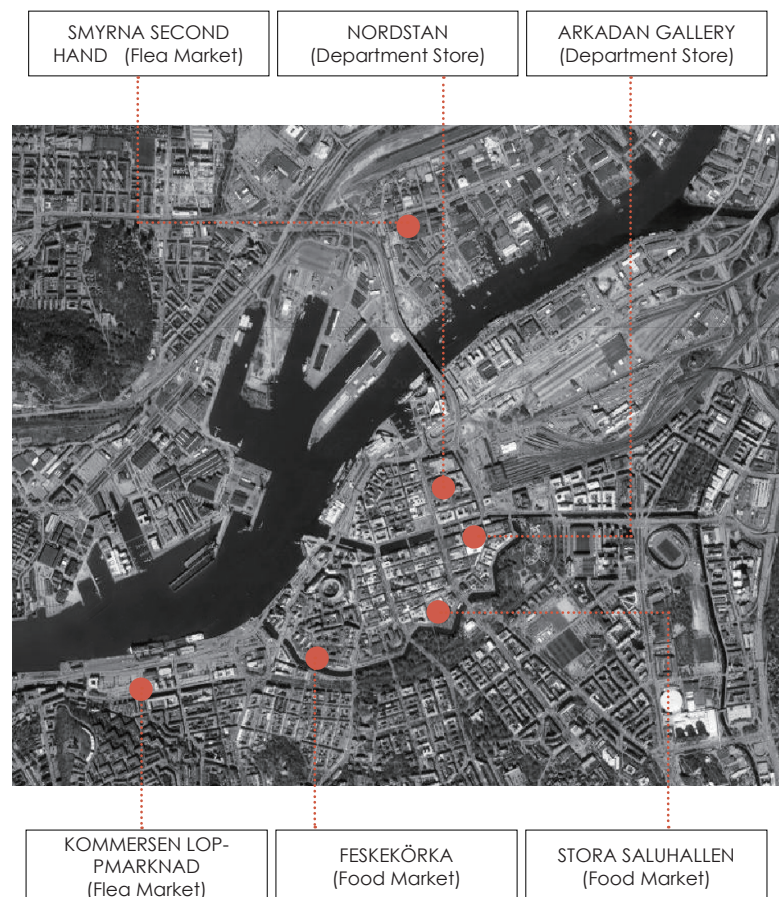 SMYRNA SECOND
HAND (Flea Market)
NORDSTAN
(Department Store)
ARKADAN GALLERY
(Department Store)
KOMMERSEN LOP-
PMARKNAD
(Flea Market)
FESKEKÖRKA
(Food Market)
STORA SALUHALLEN
(Food Market)